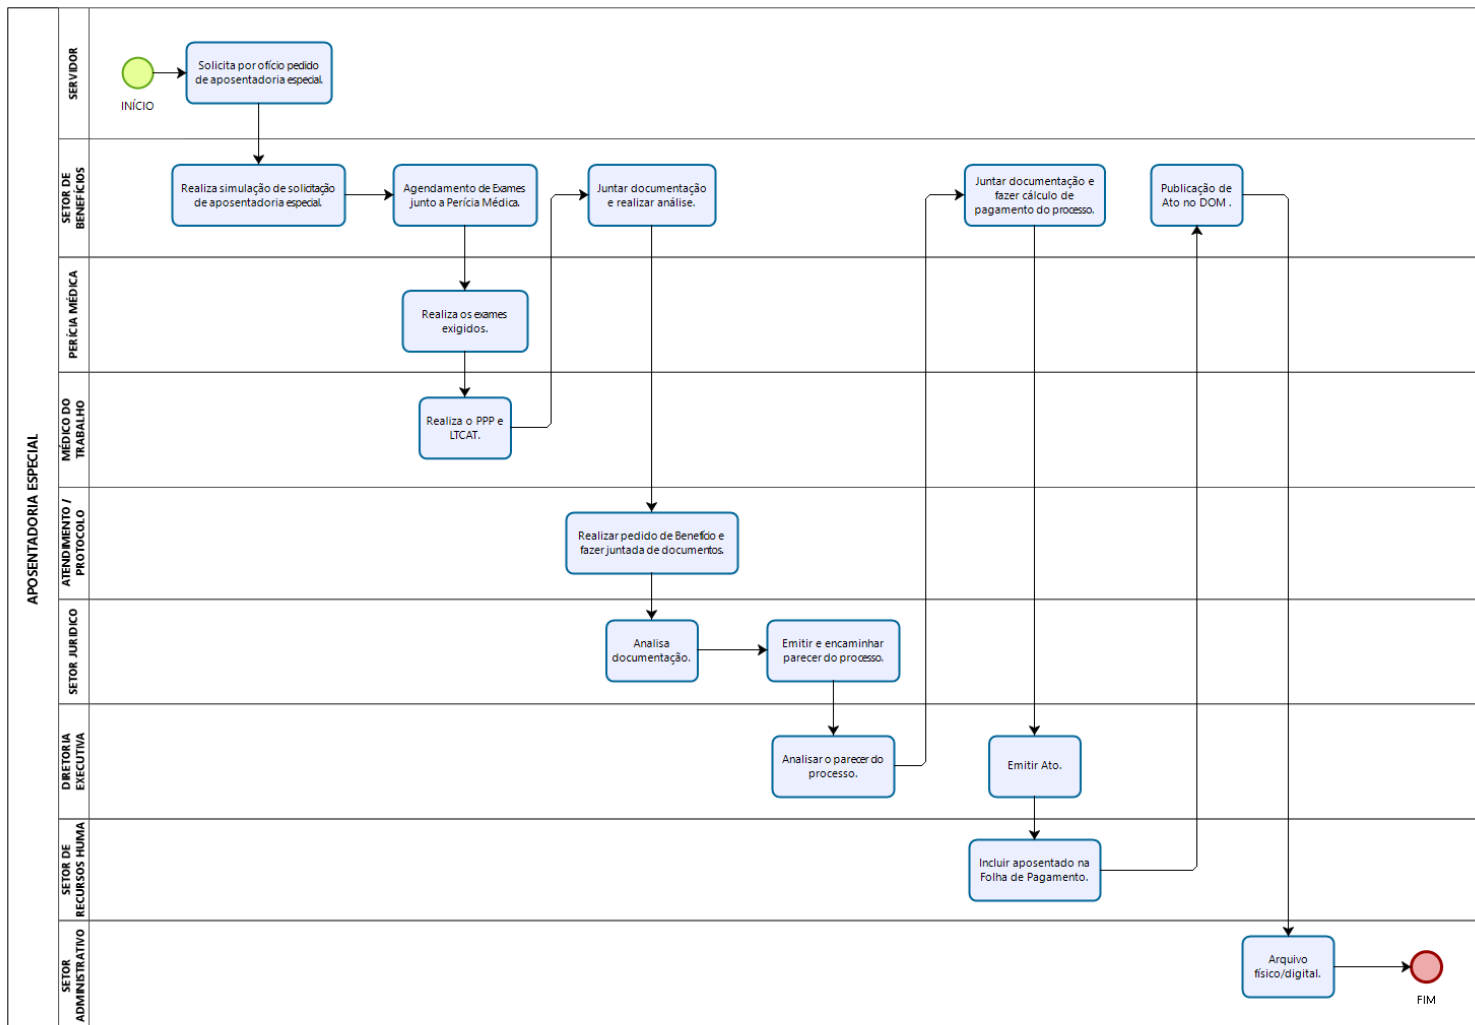 APOSENTADORIA ESPECIAL
SERVIDOR
INÍCIO
Solicita por ofício pedido
de aposentadoria especial.
SETOR DE
BENEFÍCIOS
Realiza simulação de solicitação
de aposentadoria especial.
Agendamento de Exames
junto a Perícia Médica.
Juntar documentação
e realizar análise.
Juntar documentação e
fazer cálculo de
pagamento do processo.
Publicação de
Ato no DOM .
PERÍCIA MÉDICA
Realiza os exames
exigidos.
MÉDICO DO
TRABALHO
Realiza o PPP e
LTCAT.
ATENDIMENTO /
PROTOCOLO
Realizar pedido de Benefício e
fazer juntada de documentos.
SETOR JURIDICO
Analisa
documentação.
Emitir e encaminhar
parecer do processo.
DIRETORIA
EXECUTIVA
Analisar o parecer do
processo.
Emitir Ato.
SETOR DE
RECURSOS HUMA
Incluir aposentado na
Folha de Pagamento.
SETOR
ADMINISTRATIVO
Arquivo
físico/digital.
FIM